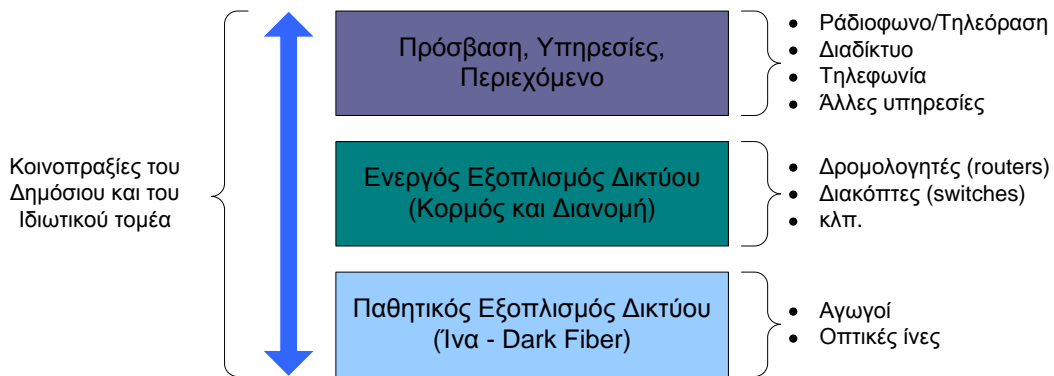 Κοινοπραξίες του
Δημόσιου και του
Ιδιωτικού τομέα
Πρόσβαση, Υπηρεσίες,
Περιεχόμενο
• Ράδιοφωνο/Τηλεόραση
• Διαδίκτυο
• Τηλεφωνία
• Άλλες υπηρεσίες
Ενεργός Εξοπλισμός Δικτύου
(Κορμός και Διανομή)
• Δρομολογητές (routers)
• Διακόπτες (switches)
• κλπ.
Παθητικός Εξοπλισμός Δικτύου
(Ίνα - Dark Fiber)
• Αγωγοί
• Οπτικές ίνες